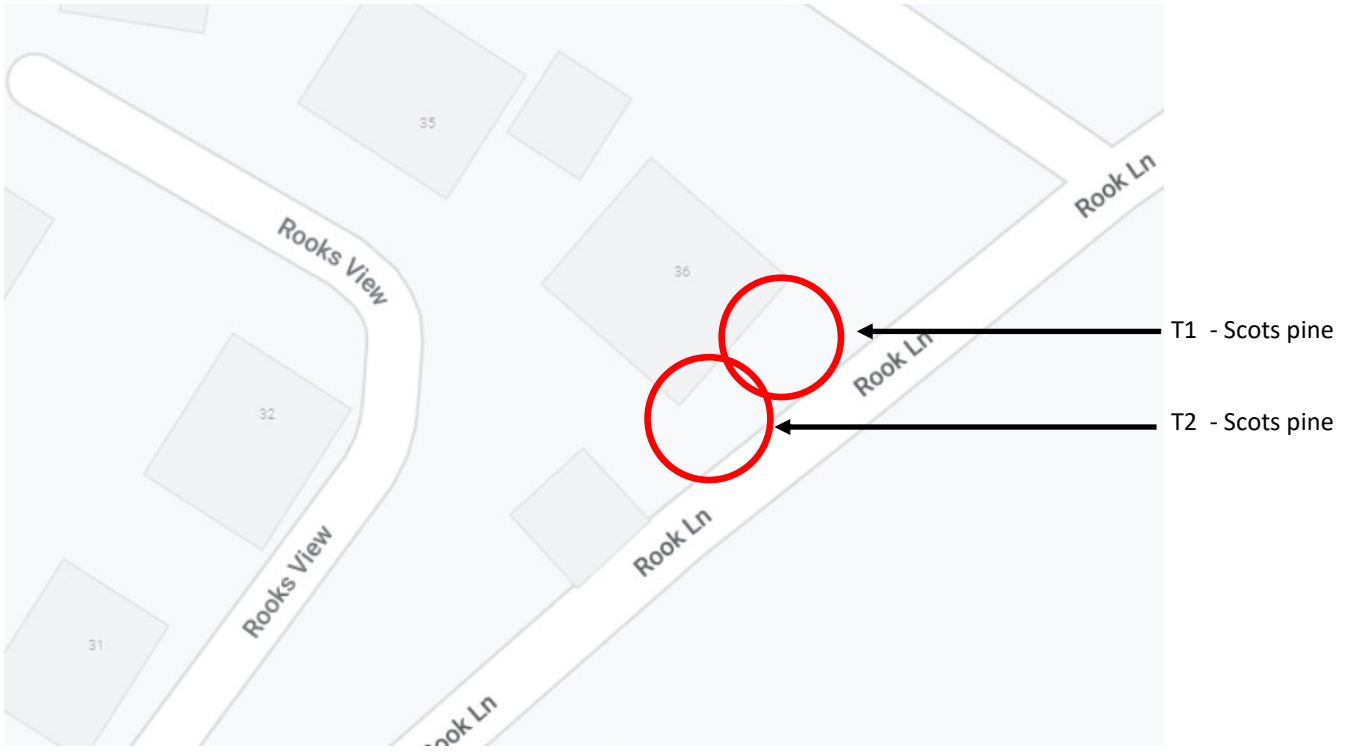 35
Rook Ln
Rooks View
36
T1 - Scots pine
Rook Ln
32
T2 - Scots pine
Rook Ln
Rooks View
31
Rook Ln